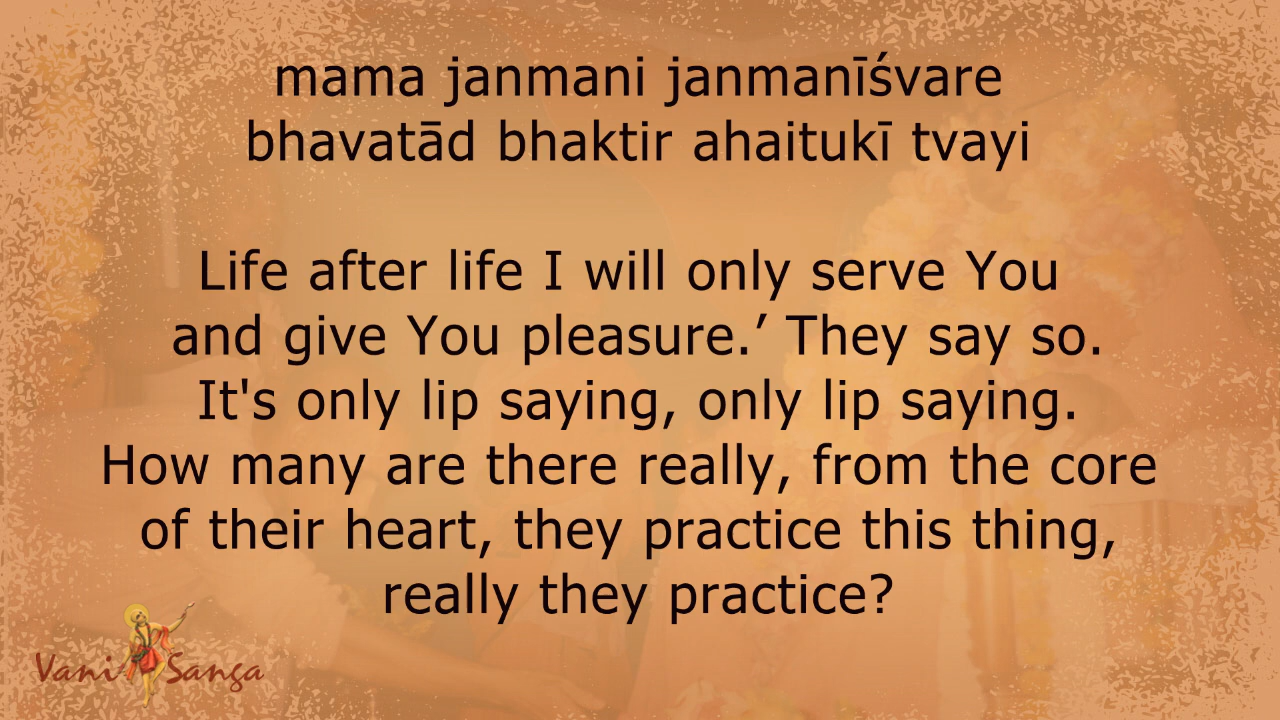 mama janmani janmanīśvare
bhavatād bhaktir ahaitukī tvayi
Life after life I will only serve You
and give You pleasure.’ They say so.
It's only lip saying, only lip saying.
How many are there really, from the core
of their heart, they practice this thing,
really they practice?
Vani Sanga